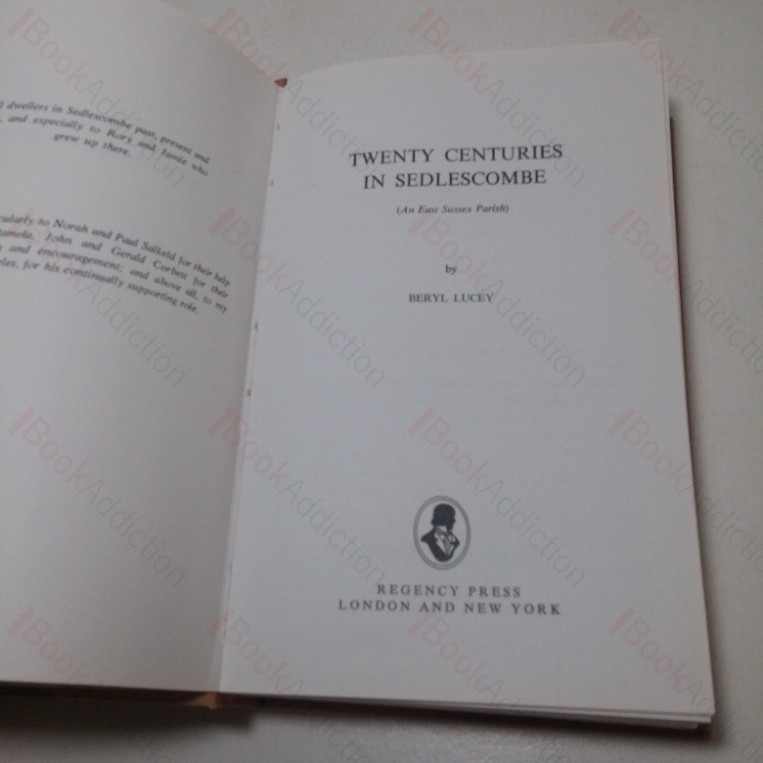 dwellers in Sedlescombe past, present and
, and especially to Rory and Jamie who
grew up there.
to Norah and Paul Salkeld for their help
Pamela, John and Gerald Corbett for their
and encouragement; and above all, to my
for his continually supporting role.
TWENTY CENTURIES
IN SEDLESCOMBE
(An East Sussex Parish)
by
BERYL LUCEY
REGENCY PRESS
LONDON AND NEW YORK
BookAddiction